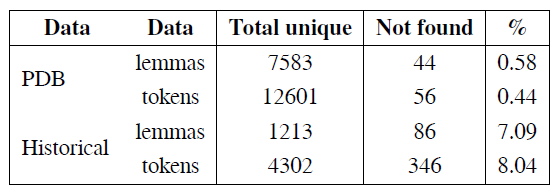 Data Data Total unique Not found %
PDB lemmas 7583 44 0.58
tokens 12601 56 0.44
Historical lemmas 1213 86 7.09
tokens 4302 346 8.04